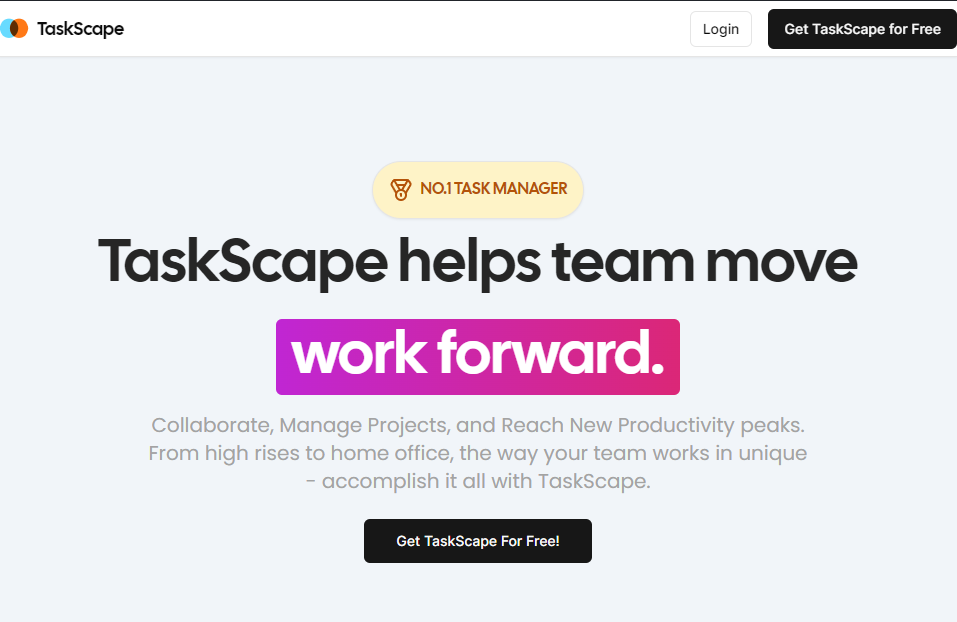 TaskScape
Login
Get TaskScape for Free
NO.1 TASK MANAGER
TaskScape helps team move
work forward.
Collaborate, Manage Projects, and Reach New Productivity peaks.
From high rises to home office, the way your team works in unique
- accomplish it all with TaskScape.
Get TaskScape For Free!